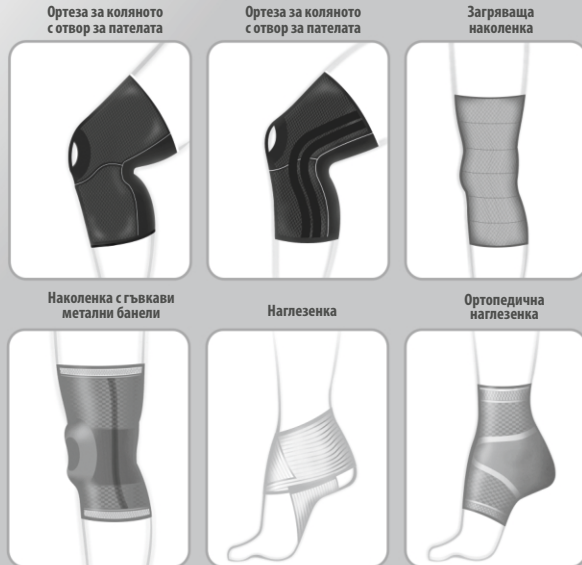 Ортеза за коляното
с отвор за пателата
Ортеза за коляното
с отвор за пателата
Загряваща
наколенка
Наколенка с гъвкави
метални банели
Наглезенка
Ортопедична
наглезенка